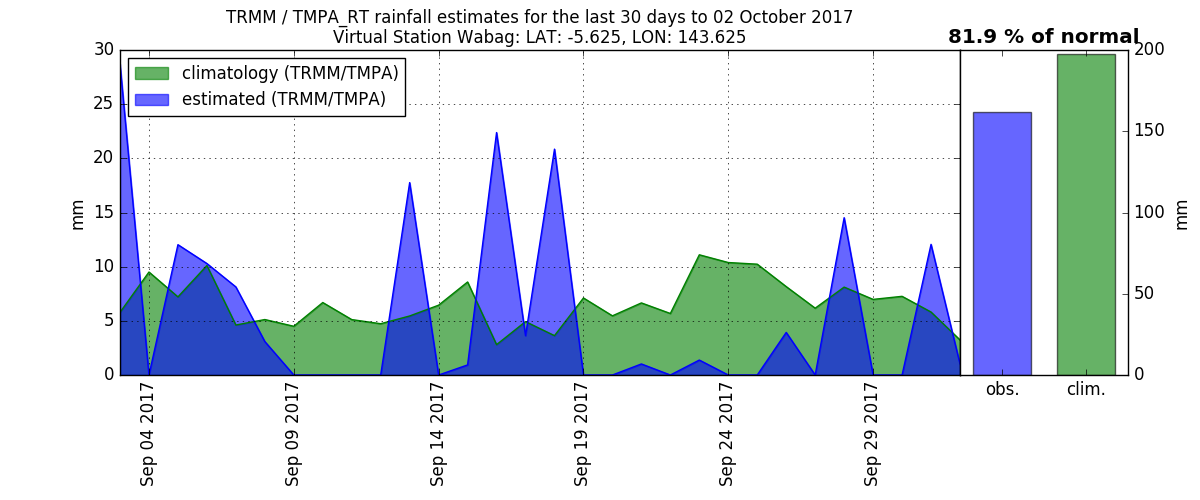 TRMM / TMPA_RT rainfall estimates for the last 30 days to 02 October 2017
Virtual Station Wabag: LAT: -5.625, LON: 143.625
81.9 % of normal
climatology (TRMM/TMPA)
estimated (TRMM/TMPA)
mm
30
25
20
15
10
5
0
Sep 04 2017
Sep 09 2017
Sep 14 2017
Sep 19 2017
Sep 24 2017
Sep 29 2017
obs.
clim.
200
150
100
50
0
mm